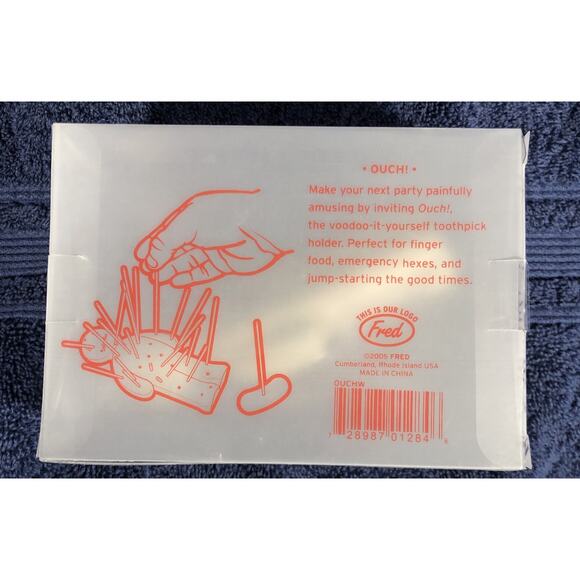 • OUCH! •
Make your next party painfully
amusing by inviting Ouch!,
the voodoo-it-yourself toothpick
holder. Perfect for finger
food, emergency hexes, and
jump-starting the good times.
THIS IS OUR LOGO
Fred
©2005 FRED
Cumberland, Rhode Island USA
MADE IN CHINA
OUCHW
7 28987 01284 8